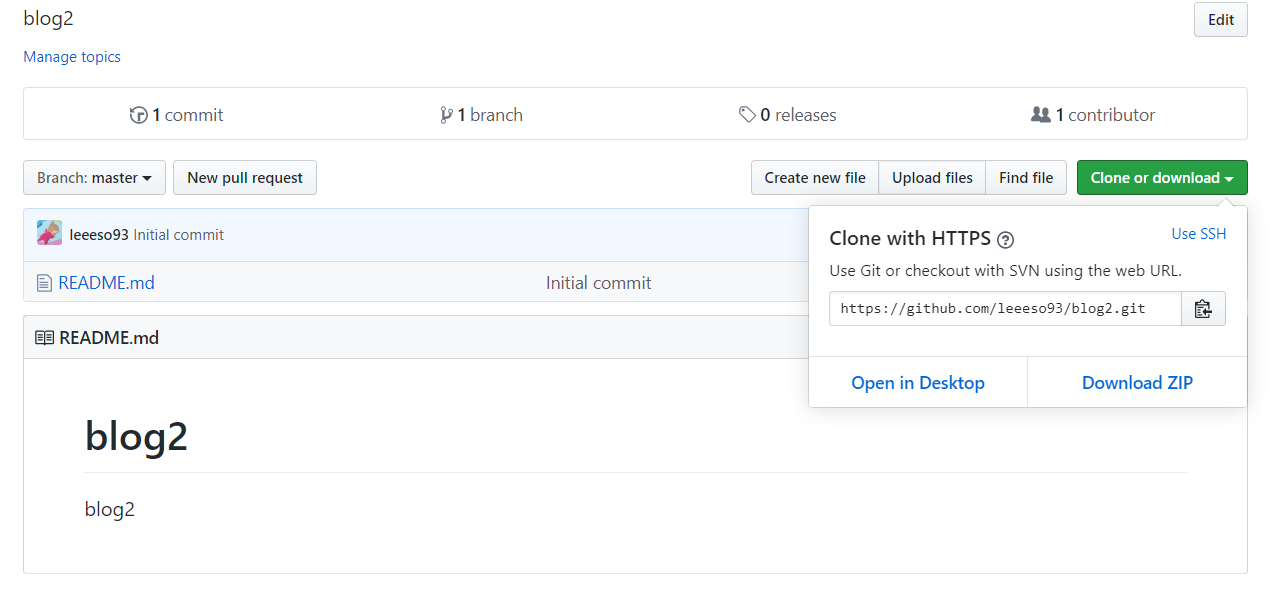 blog2
Edit
Manage topics
1 commit
1 branch
0 releases
1 contributor
Branch: master
New pull request
Create new file
Upload files
Find file
Clone or download
leeeso93 Initial commit
README.md
Initial commit
Clone with HTTPS
Use SSH
Use Git or checkout with SVN using the web URL.
https://github.com/leeeso93/blog2.git
Open in Desktop
Download ZIP
README.md
blog2
blog2